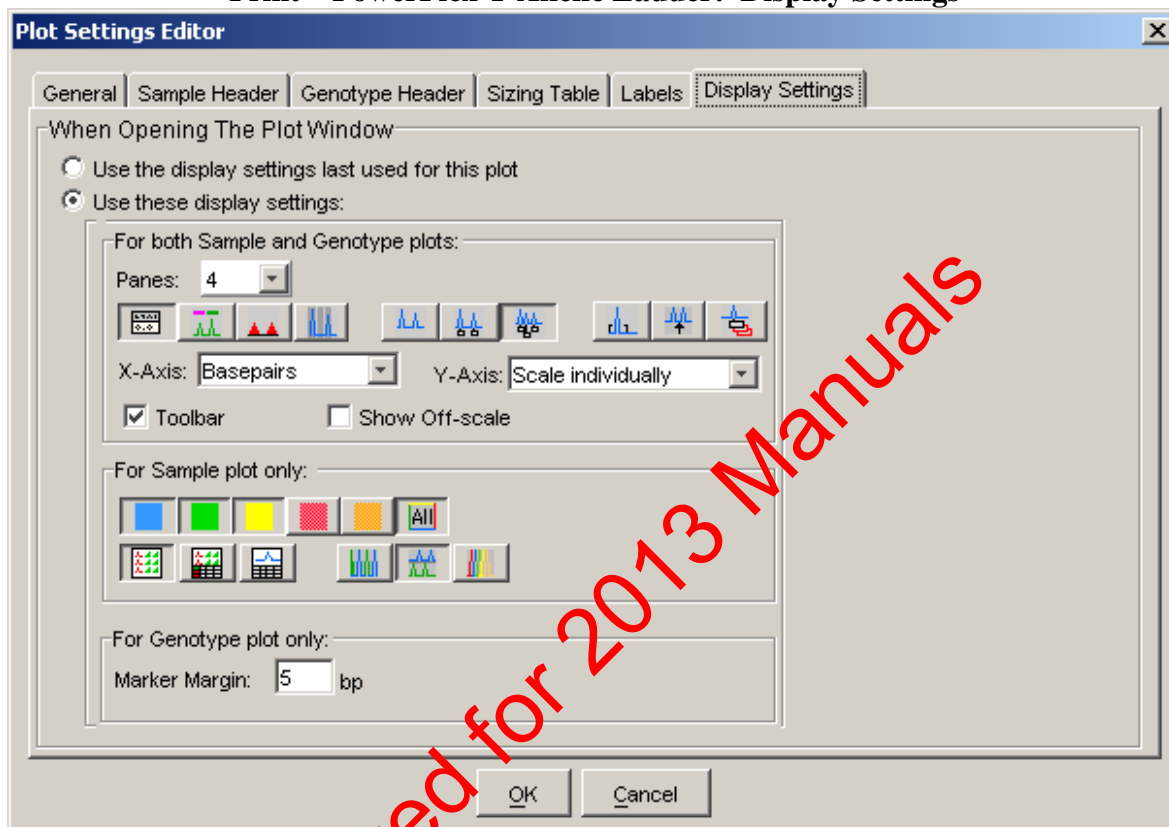 Plot Settings Editor
General Sample Header Genotype Header Sizing Table Labels Display Settings
When Opening The Plot Window
Use the display settings last used for this plot
Use these display settings:
For both Sample and Genotype plots:
Panes: 4
X-Axis: Basepairs Y-Axis: Scale individually
Toolbar Show Off-scale
For Sample plot only:
All
For Genotype plot only:
Marker Margin: 5 bp
OK Cancel
for 2013 Manuals